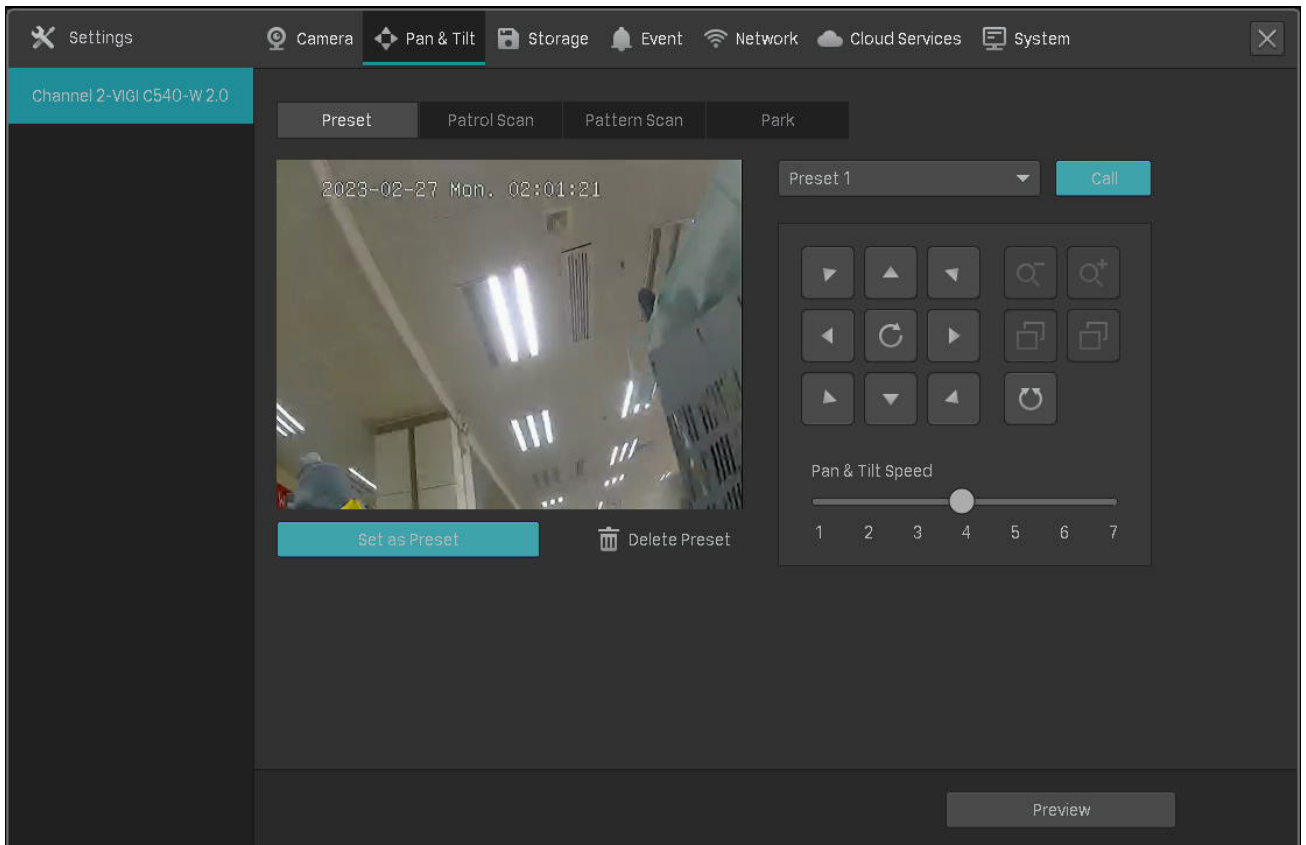 Settings Camera Pan & Tilt Storage Event Network Cloud Services System
Channel 2-VIGI C540-W 2.0
Preset Patrol Scan Pattern Scan Park
2023-02-27 Mon. 02:01:21
Preset 1 Call
Pan & Tilt Speed
1 2 3 4 5 6 7
Set as Preset Delete Preset
Preview